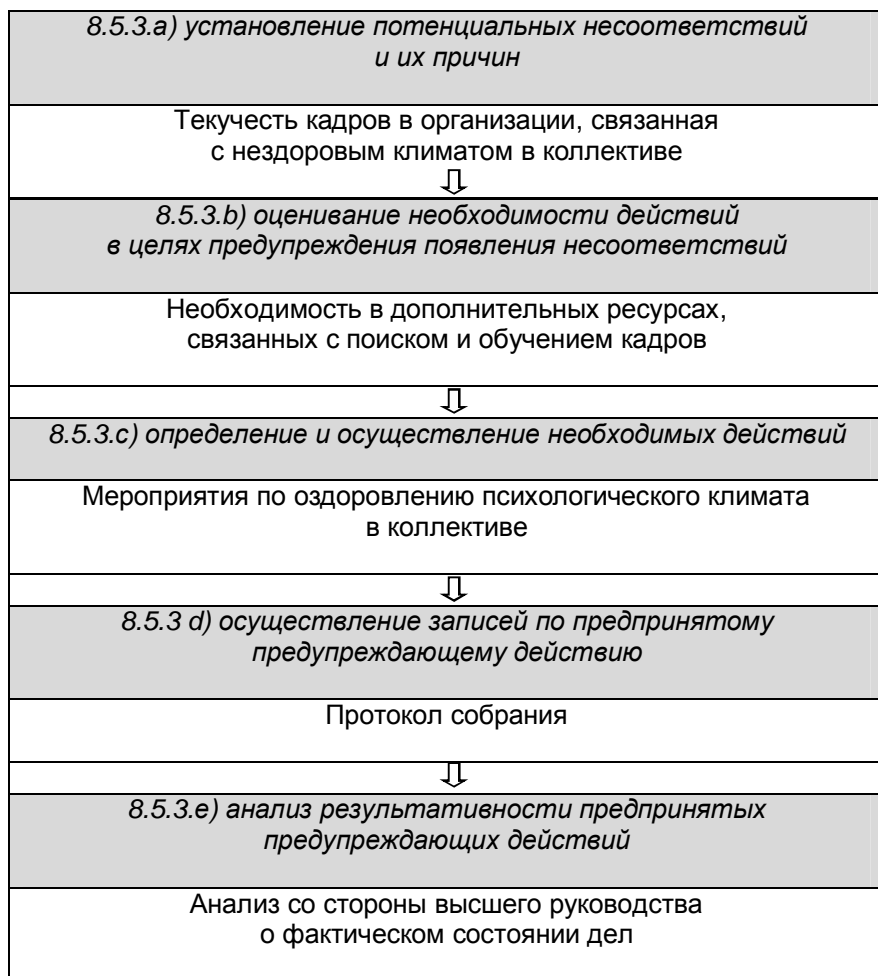 8.5.3.a) установление потенциальных несоответствий
и их причин
Текучесть кадров в организации, связанная
с нездоровым климатом в коллективе
8.5.3.b) оценивание необходимости действий
в целях предупреждения появления несоответствий
Необходимость в дополнительных ресурсах,
связанных с поиском и обучением кадров
8.5.3.c) определение и осуществление необходимых действий
Мероприятия по оздоровлению психологического климата
в коллективе
8.5.3 d) осуществление записей по предпринятому
предупреждающему действию
Протокол собрания
8.5.3.e) анализ результативности предпринятых
предупреждающих действий
Анализ со стороны высшего руководства
о фактическом состоянии дел